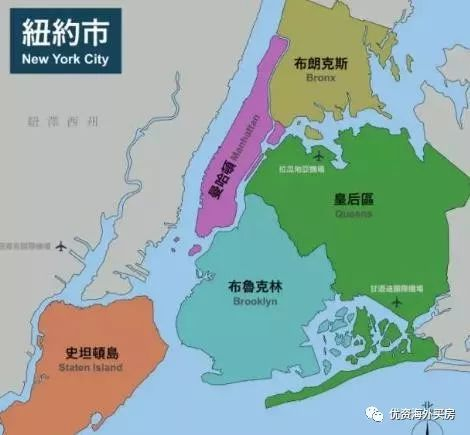 紐約市
New York City
布朗克斯
Bronx
紐澤西州
曼哈頓 Manhattan
拉瓜地亞機場
皇后區
Queens
布魯克林
Brooklyn
甘迺迪國際機場
史坦頓島
Staten Island
优资海外买房